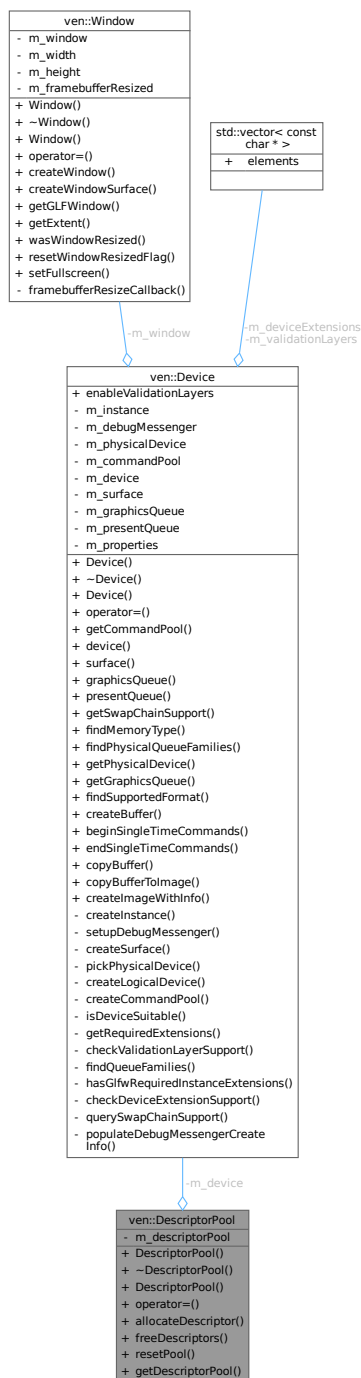 ven::Window
- m_window
- m_width
- m_height
- m_framebufferResized
+ Window()
+ ~Window()
+ Window()
+ operator=()
+ createWindow()
+ createWindowSurface()
+ getGLFWindow()
+ getExtent()
+ wasWindowResized()
+ resetWindowResizedFlag()
+ setFullscreen()
- framebufferResizeCallback()
std::vector< const
char * >
+ elements
-m_window
-m_deviceExtensions
-m_validationLayers
ven::Device
+ enableValidationLayers
- m_instance
- m_debugMessenger
- m_physicalDevice
- m_commandPool
- m_device
- m_surface
- m_graphicsQueue
- m_presentQueue
- m_properties
+ Device()
+ ~Device()
+ Device()
+ operator=()
+ getCommandPool()
+ device()
+ surface()
+ graphicsQueue()
+ presentQueue()
+ getSwapChainSupport()
+ findMemoryType()
+ findPhysicalQueueFamilies()
+ getPhysicalDevice()
+ getGraphicsQueue()
+ findSupportedFormat()
+ createBuffer()
+ beginSingleTimeCommands()
+ endSingleTimeCommands()
+ copyBuffer()
+ copyBufferToImage()
+ createImageWithInfo()
- createInstance()
- setupDebugMessenger()
- createSurface()
- pickPhysicalDevice()
- createLogicalDevice()
- createCommandPool()
- isDeviceSuitable()
- getRequiredExtensions()
- checkValidationLayerSupport()
- findQueueFamilies()
- hasGlfwRequiredInstanceExtensions()
- checkDeviceExtensionSupport()
- querySwapChainSupport()
- populateDebugMessengerCreate
Info()
-m_device
ven::DescriptorPool
- m_descriptorPool
+ DescriptorPool()
+ ~DescriptorPool()
+ DescriptorPool()
+ operator=()
+ allocateDescriptor()
+ freeDescriptors()
+ resetPool()
+ getDescriptorPool()